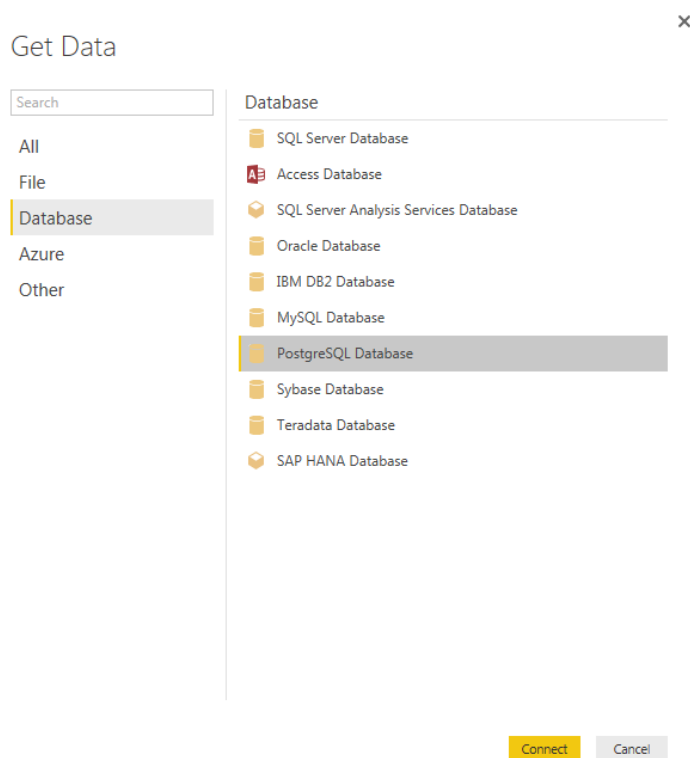 Get Data
Search
All
File
Database
Azure
Other
Database
SQL Server Database
Access Database
SQL Server Analysis Services Database
Oracle Database
IBM DB2 Database
MySQL Database
PostgreSQL Database
Sybase Database
Teradata Database
SAP HANA Database
Connect
Cancel